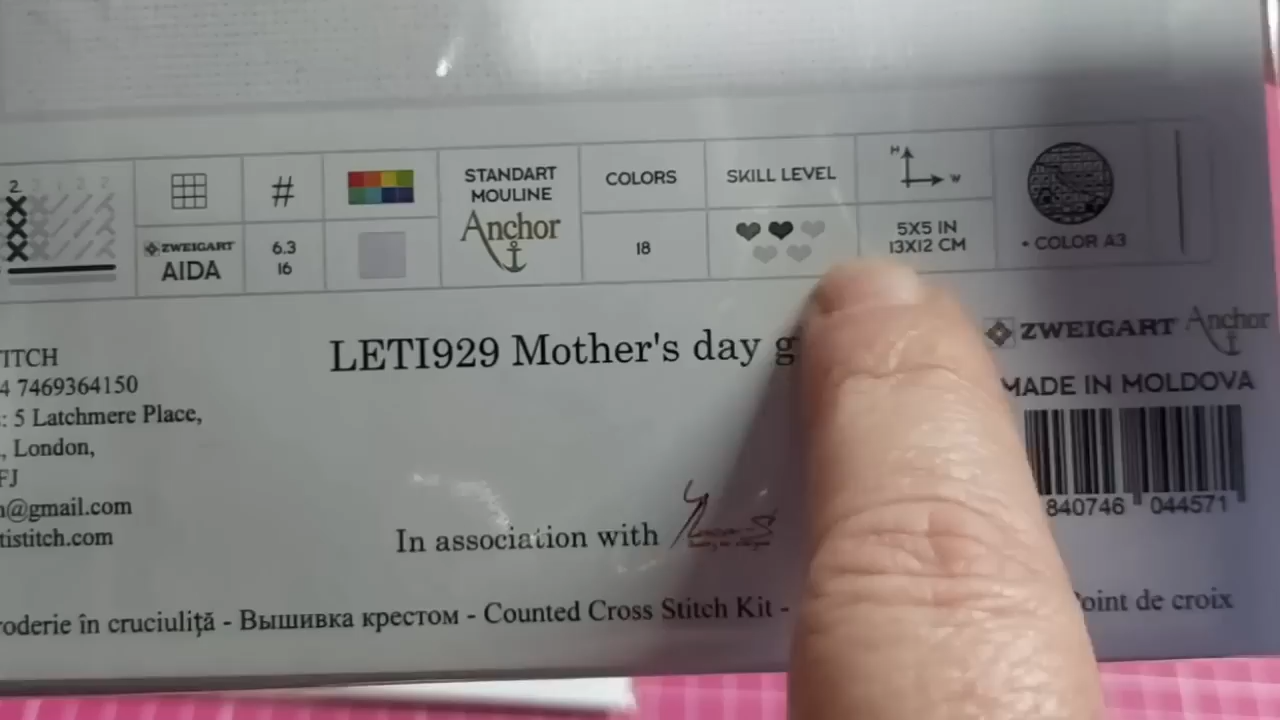 2
ZWEIGART
AIDA
#
6.3
16
STANDART
MOULINE
Anchor
COLORS
18
SKILL LEVEL
H
W
5X5 IN
13X12 CM
• COLOR A3
LETI929 Mother's day
ZWEIGART Anchor
MADE IN MOLDOVA
840746 044571
TITCH
4 7469364150
: 5 Latchmere Place,
, London,
FJ
@gmail.com
tistitch.com
In association with
roderie în cruciuliță - Вышивка крестом - Counted Cross Stitch Kit -
Point de croix